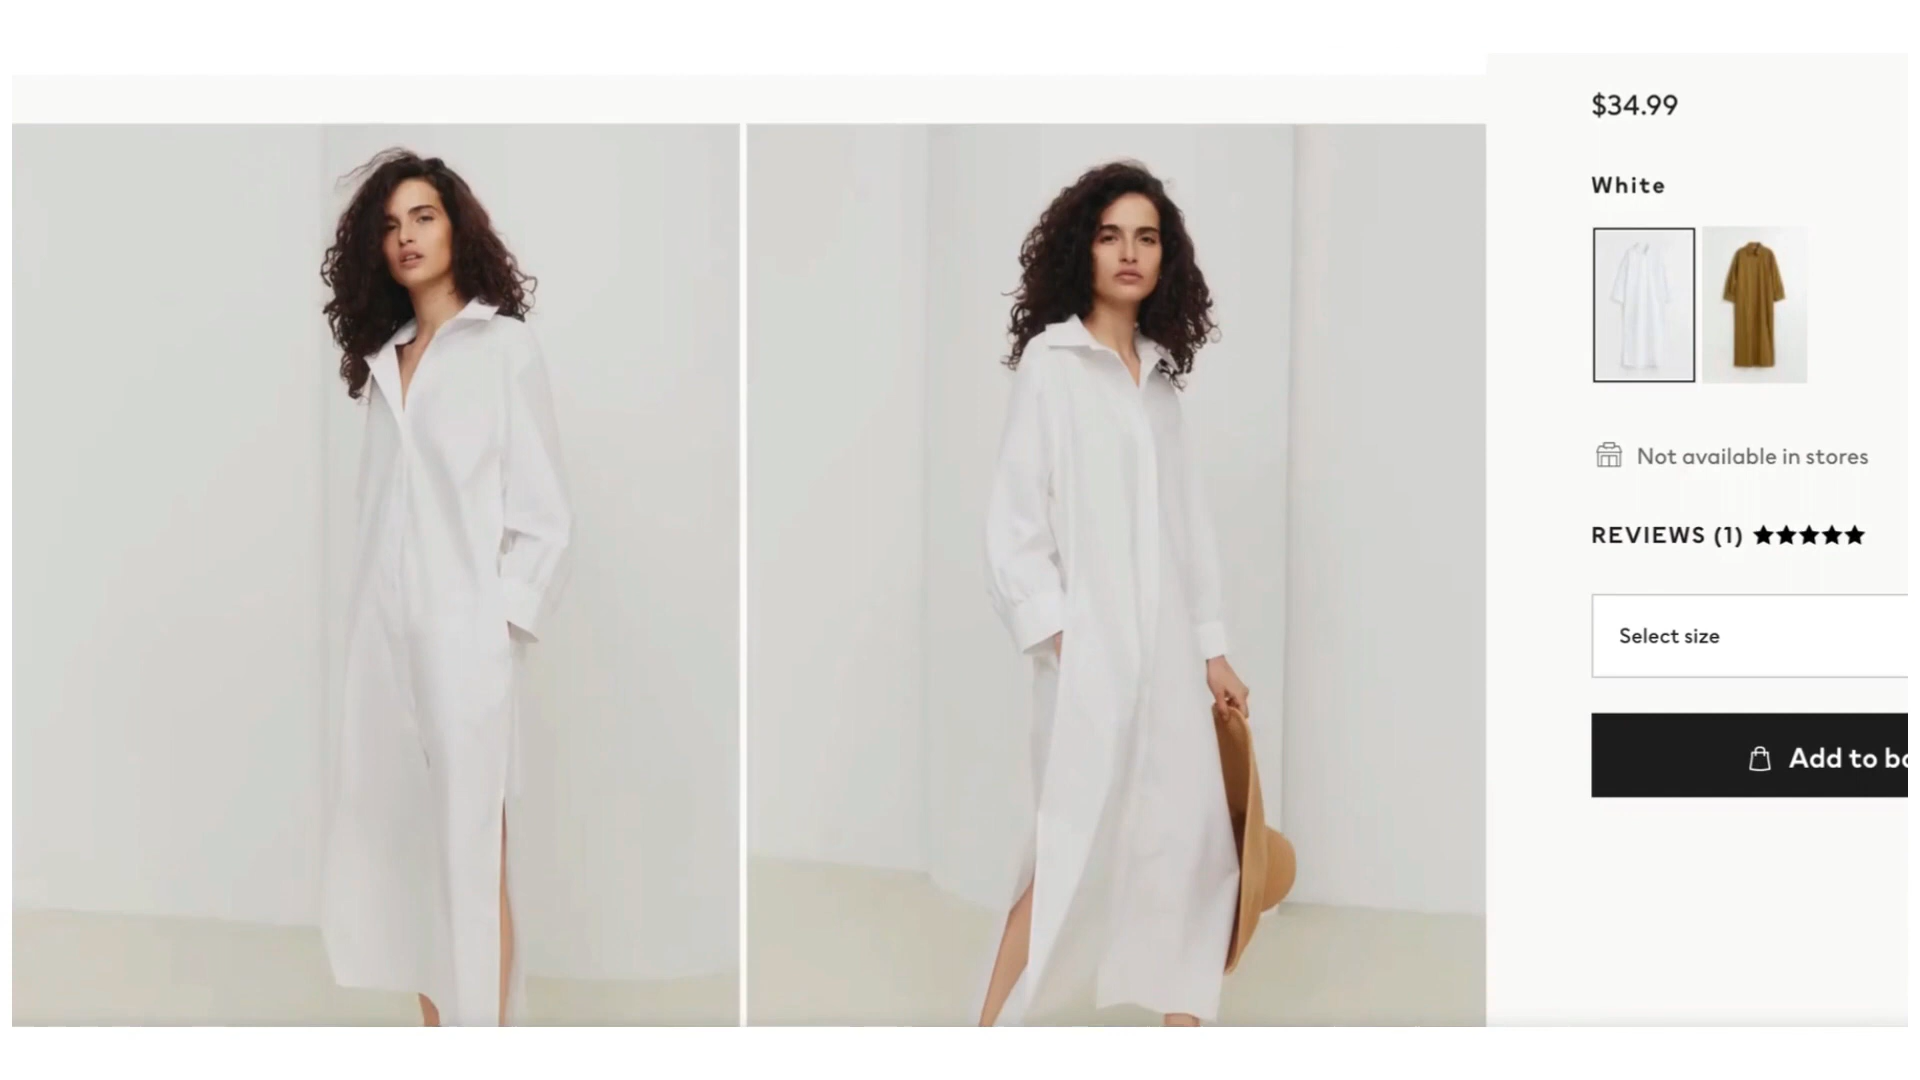 $34.99
White
Not available in stores
REVIEWS (1)
Select size
Add to